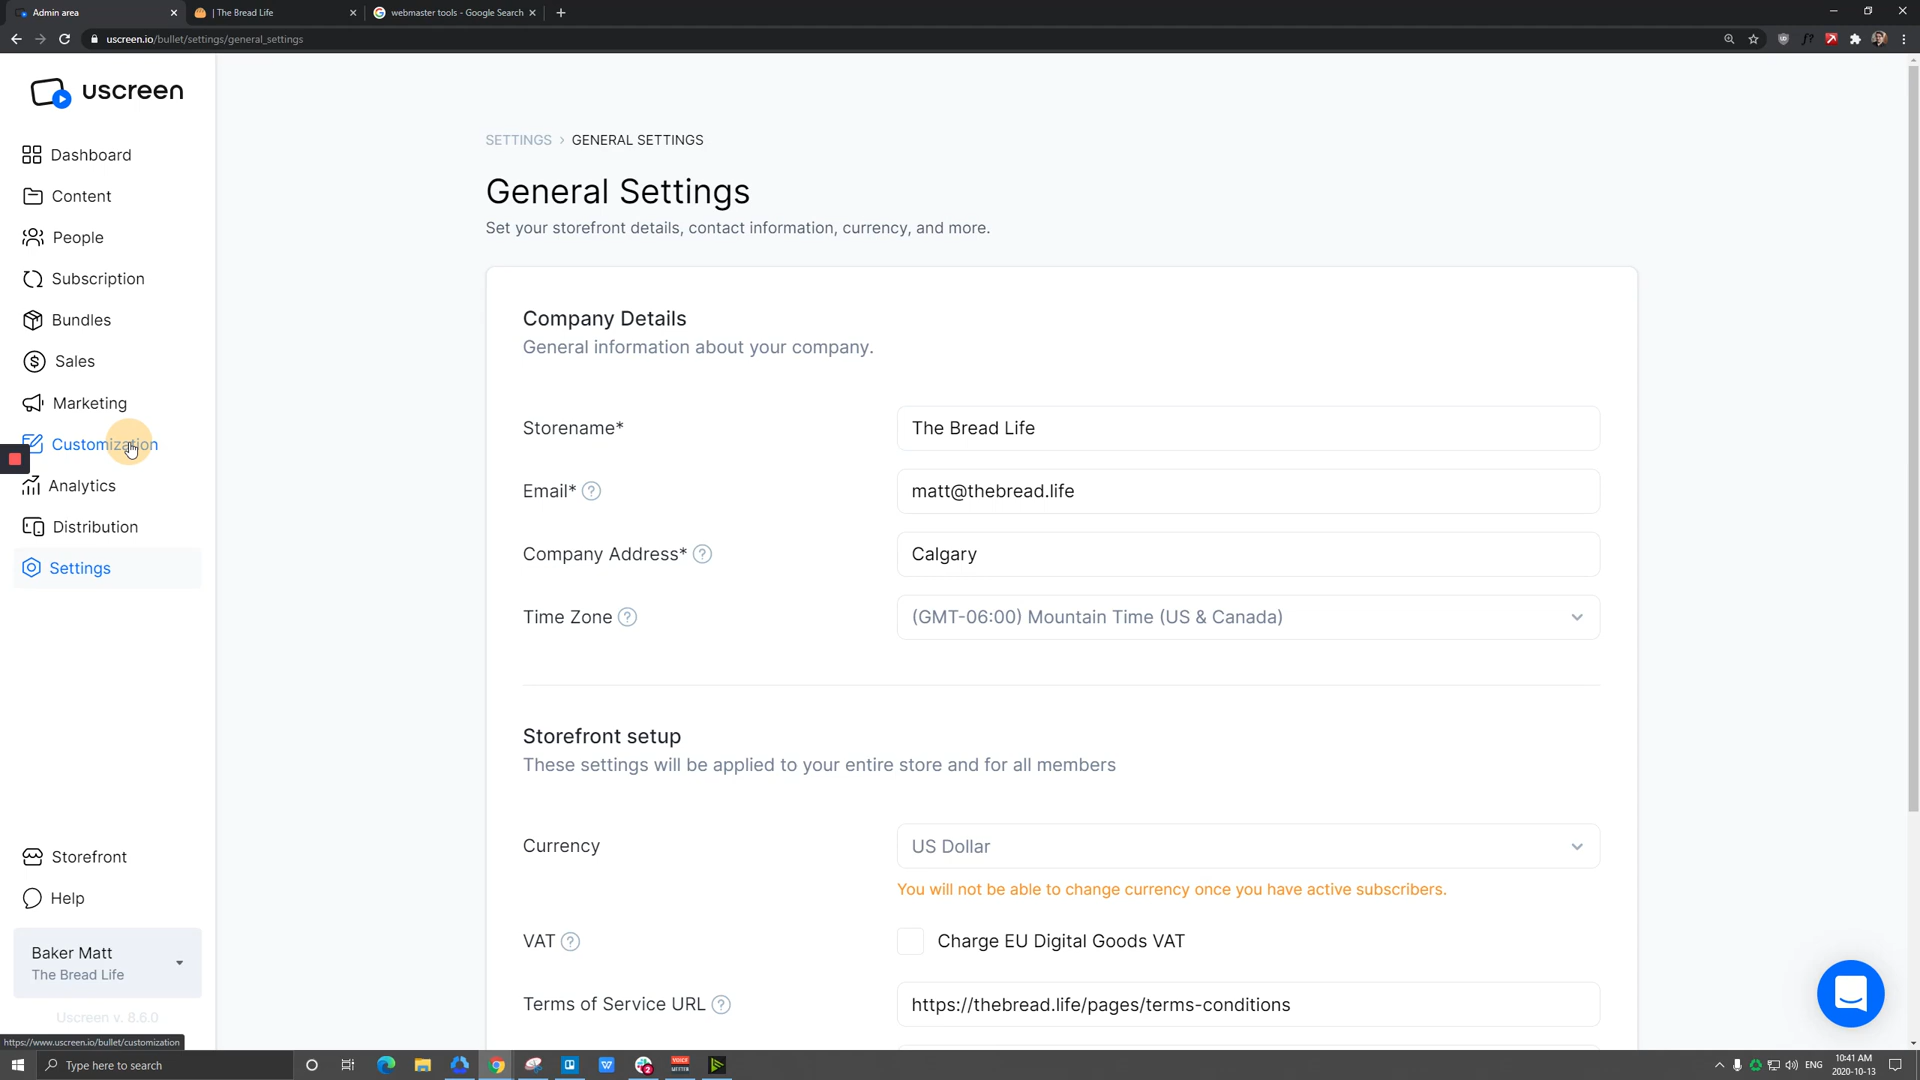 Admin area
| The Bread Life
webmaster tools - Google Search
uscreen.io/bullet/settings/general_settings
uscreen
Dashboard
Content
People
Subscription
Bundles
Sales
Marketing
Customization
Analytics
Distribution
Settings
SETTINGS > GENERAL SETTINGS
General Settings
Set your storefront details, contact information, currency, and more.
Company Details
General information about your company.
Storename*
The Bread Life
Email* ?
matt@thebread.life
Company Address* ?
Calgary
Time Zone ?
(GMT-06:00) Mountain Time (US & Canada)
Storefront setup
These settings will be applied to your entire store and for all members
Currency
US Dollar
You will not be able to change currency once you have active subscribers.
VAT ?
Charge EU Digital Goods VAT
Terms of Service URL ?
https://thebread.life/pages/terms-conditions
Storefront
Help
Baker Matt
The Bread Life
Uscreen v. 8.6.0
https://www.uscreen.io/bullet/customization
Type here to search
VOICE
2
ENG
10:41 AM
2020-10-13